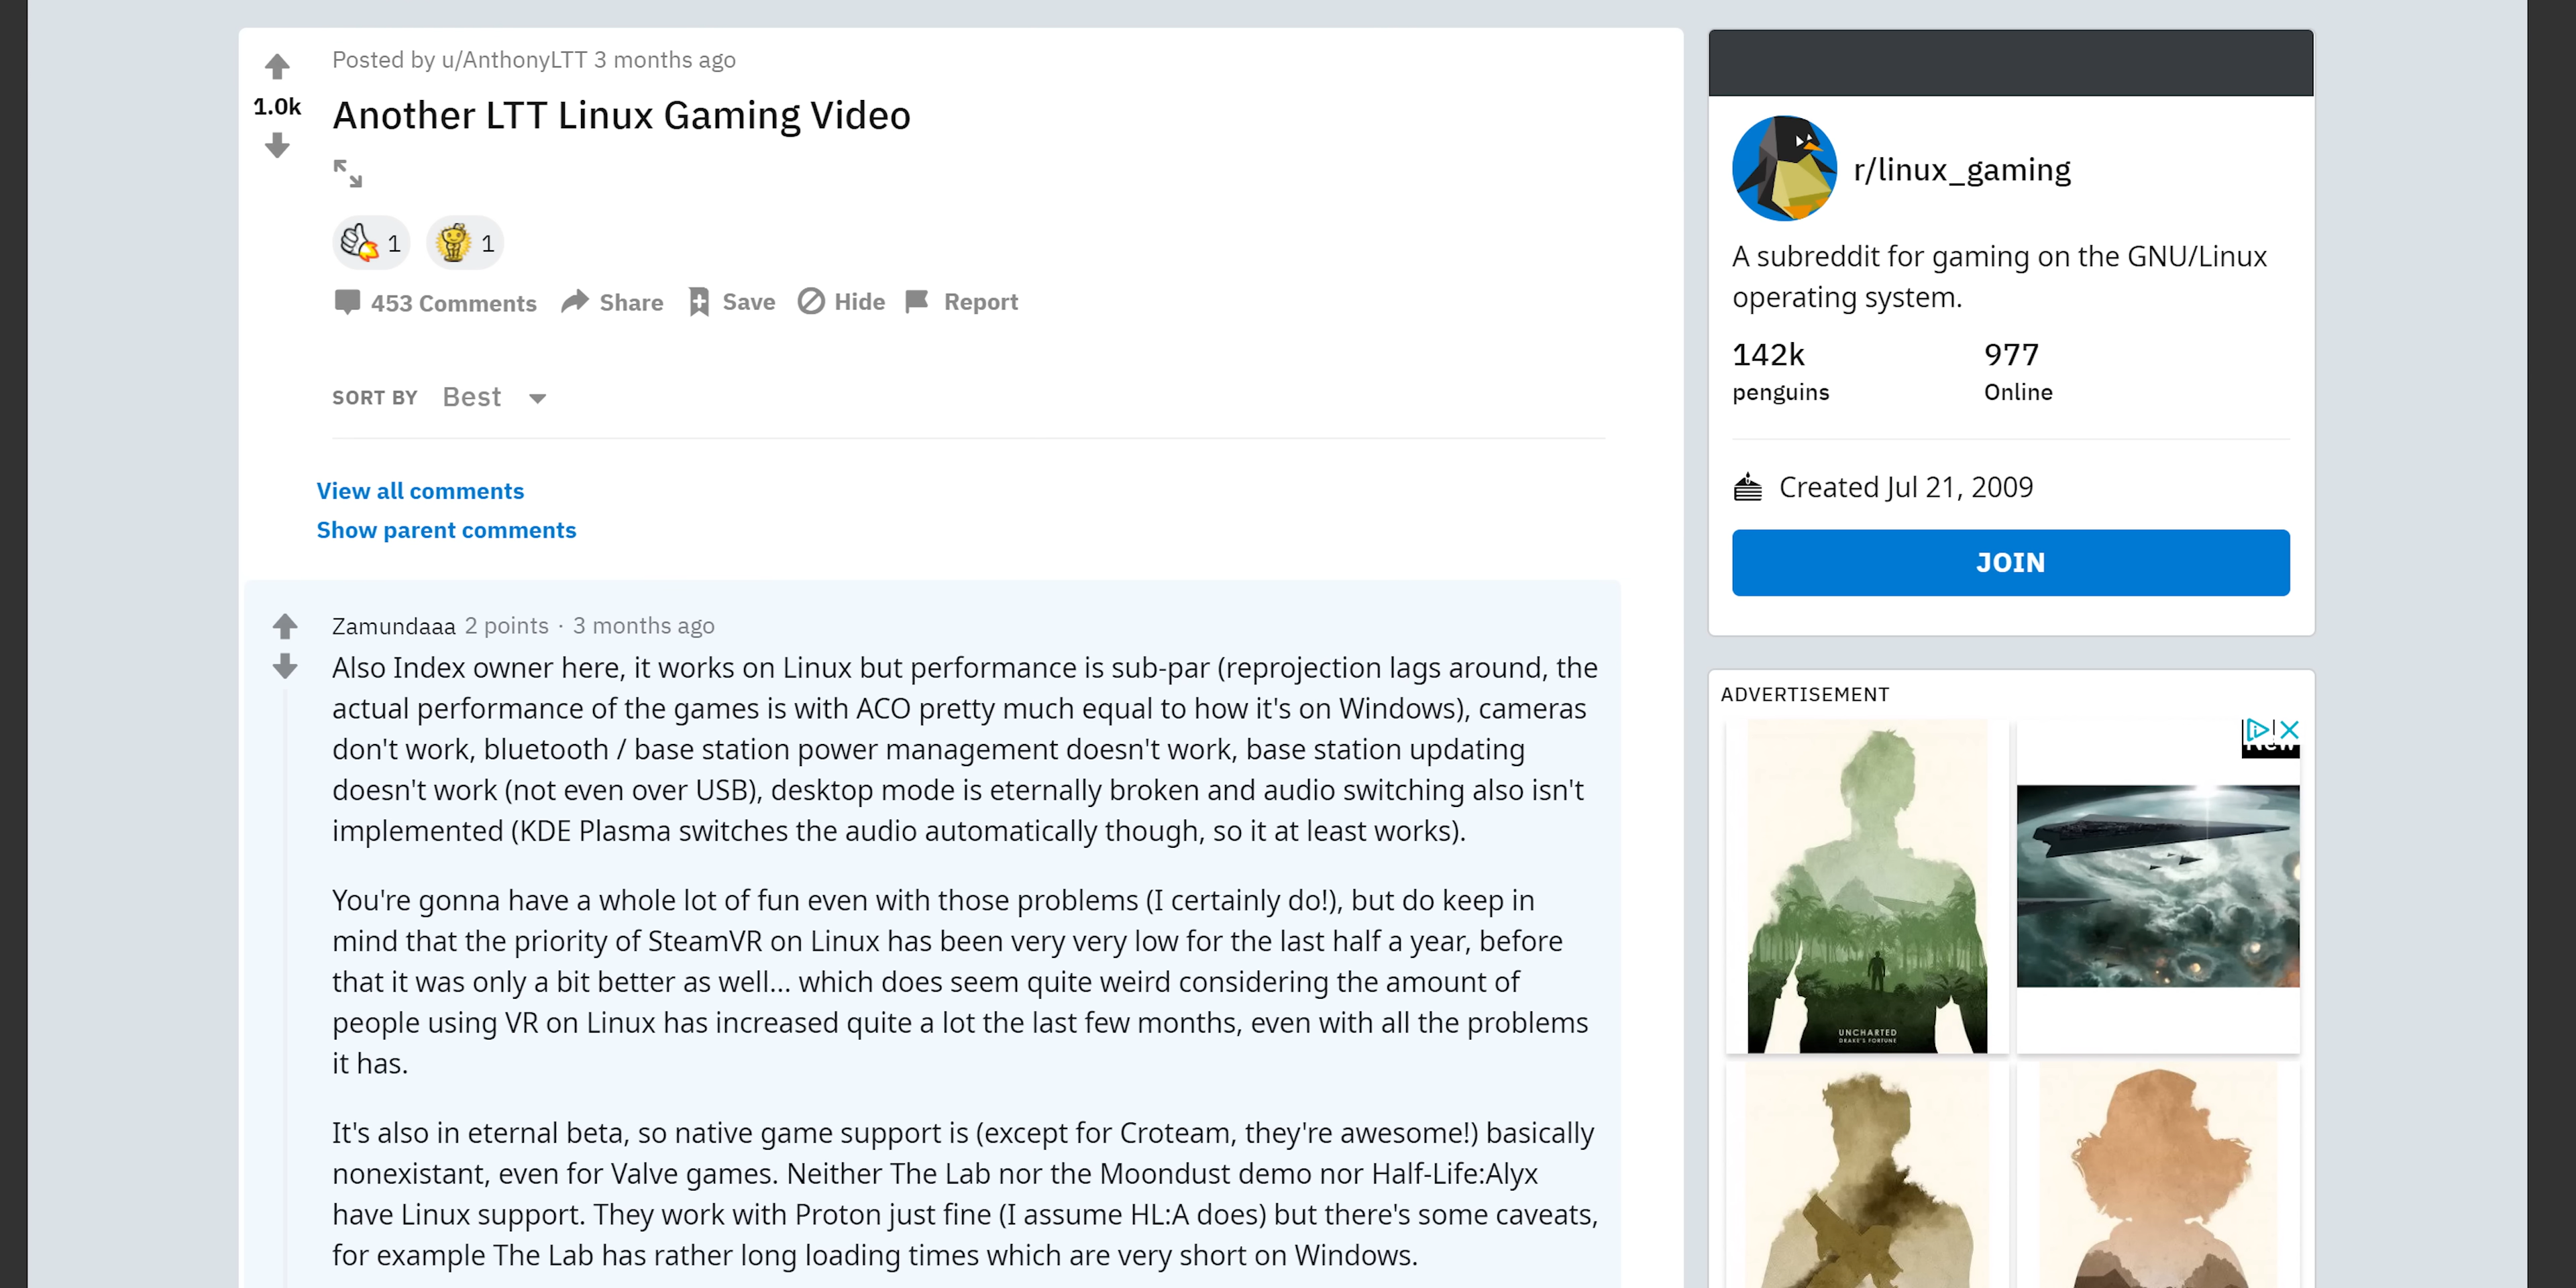 Posted by u/AnthonyLTT 3 months ago
1.0k
Another LTT Linux Gaming Video
1
1
453 Comments
Share
Save
Hide
Report
SORT BY Best
View all comments
Show parent comments
Zamundaaa 2 points · 3 months ago
Also Index owner here, it works on Linux but performance is sub-par (reprojection lags around, the
actual performance of the games is with ACO pretty much equal to how it's on Windows), cameras
don't work, bluetooth / base station power management doesn't work, base station updating
doesn't work (not even over USB), desktop mode is eternally broken and audio switching also isn't
implemented (KDE Plasma switches the audio automatically though, so it at least works).
You're gonna have a whole lot of fun even with those problems (I certainly do!), but do keep in
mind that the priority of SteamVR on Linux has been very very low for the last half a year, before
that it was only a bit better as well... which does seem quite weird considering the amount of
people using VR on Linux has increased quite a lot the last few months, even with all the problems
it has.
It's also in eternal beta, so native game support is (except for Croteam, they're awesome!) basically
nonexistant, even for Valve games. Neither The Lab nor the Moondust demo nor Half-Life:Alyx
have Linux support. They work with Proton just fine (I assume HL:A does) but there's some caveats,
for example The Lab has rather long loading times which are very short on Windows.
r/linux_gaming
A subreddit for gaming on the GNU/Linux
operating system.
142k
penguins
977
Online
Created Jul 21, 2009
JOIN
ADVERTISEMENT
New
UNCHARTED
DRAKE'S FORTUNE